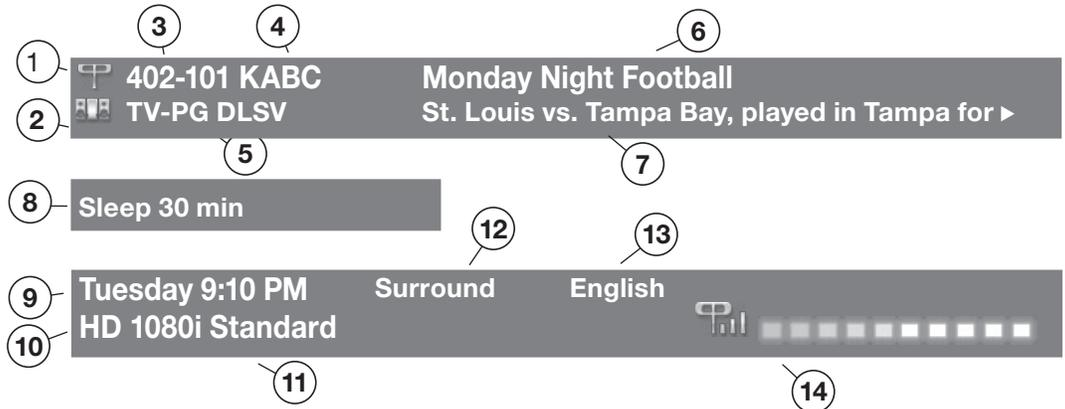 3 4 6
1 402-101 KABC Monday Night Football
2 TV-PG DLSV St. Louis vs. Tampa Bay, played in Tampa for ▶
5 7
8 Sleep 30 min
12 13
9 Tuesday 9:10 PM Surround English
10 HD 1080i Standard
11 14